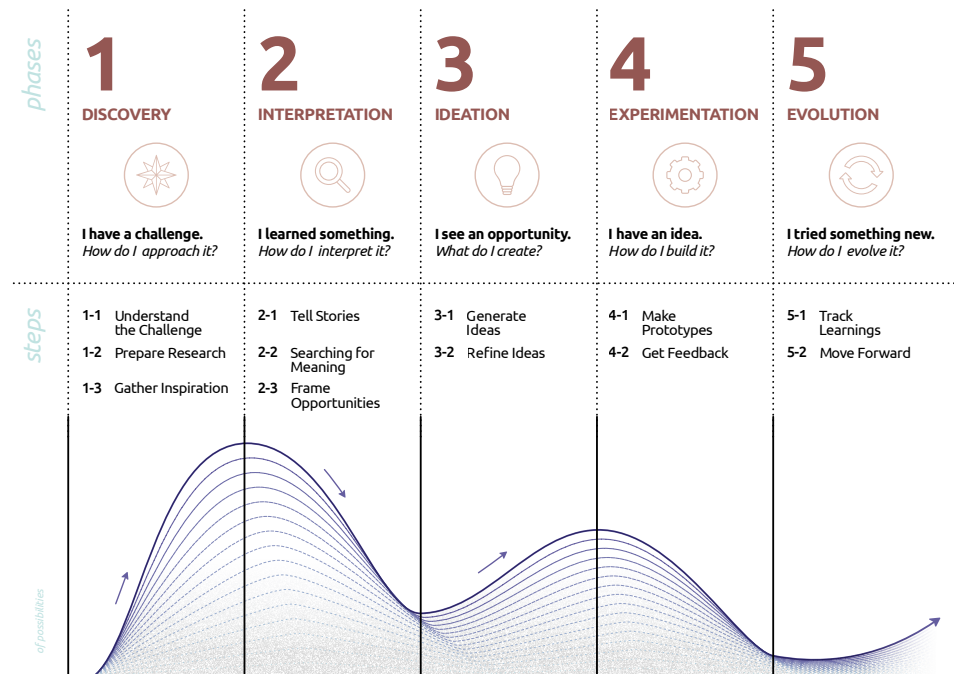 phases
1
DISCOVERY
I have a challenge.
How do I approach it?
2
INTERPRETATION
I learned something.
How do I interpret it?
3
IDEATION
I see an opportunity.
What do I create?
4
EXPERIMENTATION
I have an idea.
How do I build it?
5
EVOLUTION
I tried something new.
How do I evolve it?
steps
1-1 Understand
the Challenge
1-2 Prepare Research
1-3 Gather Inspiration
2-1 Tell Stories
2-2 Searching for
Meaning
2-3 Frame
Opportunities
3-1 Generate
Ideas
3-2 Refine Ideas
4-1 Make
Prototypes
4-2 Get Feedback
5-1 Track
Learnings
5-2 Move Forward
of possibilities